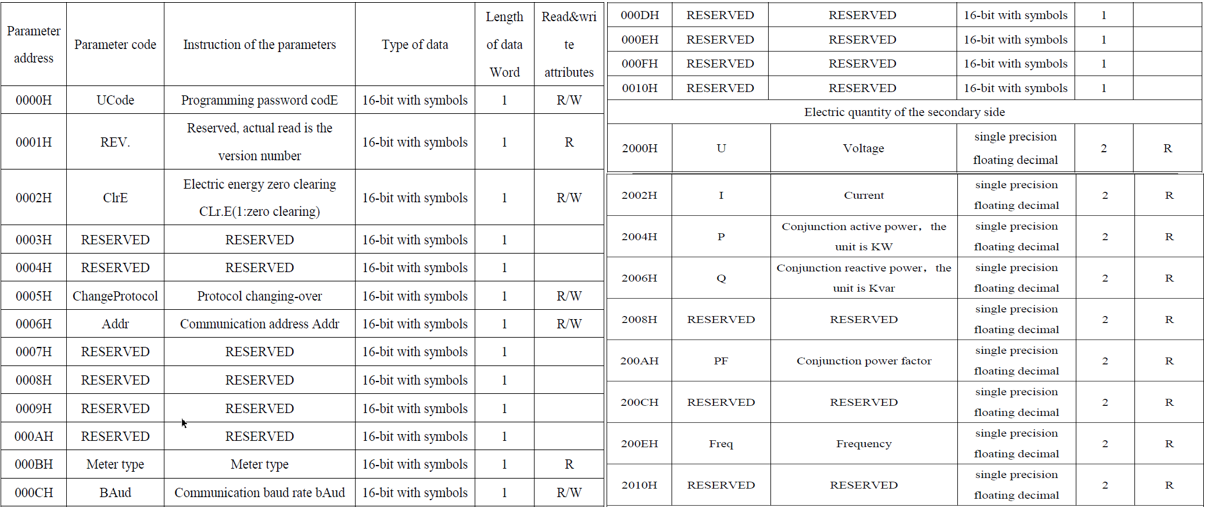 Parameter address Parameter code Instruction of the parameters Type of data Length of data Word Read&wri te attributes
0000H UCode Programming password codE 16-bit with symbols 1 R/W
0001H REV. Reserved, actual read is the version number 16-bit with symbols 1 R
0002H ClrE Electric energy zero clearing CLr.E(1:zero clearing) 16-bit with symbols 1 R/W
0003H RESERVED RESERVED 16-bit with symbols 1
0004H RESERVED RESERVED 16-bit with symbols 1
0005H ChangeProtocol Protocol changing-over 16-bit with symbols 1 R/W
0006H Addr Communication address Addr 16-bit with symbols 1 R/W
0007H RESERVED RESERVED 16-bit with symbols 1
0008H RESERVED RESERVED 16-bit with symbols 1
0009H RESERVED RESERVED 16-bit with symbols 1
000AH RESERVED RESERVED 16-bit with symbols 1
000BH Meter type Meter type 16-bit with symbols 1 R
000CH BAud Communication baud rate bAud 16-bit with symbols 1 R/W
000DH RESERVED RESERVED 16-bit with symbols 1
000EH RESERVED RESERVED 16-bit with symbols 1
000FH RESERVED RESERVED 16-bit with symbols 1
0010H RESERVED RESERVED 16-bit with symbols 1
Electric quantity of the secondary side
2000H U Voltage single precision floating decimal 2 R
2002H I Current single precision floating decimal 2 R
2004H P Conjunction active power， the unit is KW single precision floating decimal 2 R
2006H Q Conjunction reactive power， the unit is Kvar single precision floating decimal 2 R
2008H RESERVED RESERVED single precision floating decimal 2 R
200AH PF Conjunction power factor single precision floating decimal 2 R
200CH RESERVED RESERVED single precision floating decimal 2 R
200EH Freq Frequency single precision floating decimal 2 R
2010H RESERVED RESERVED single precision floating decimal 2 R